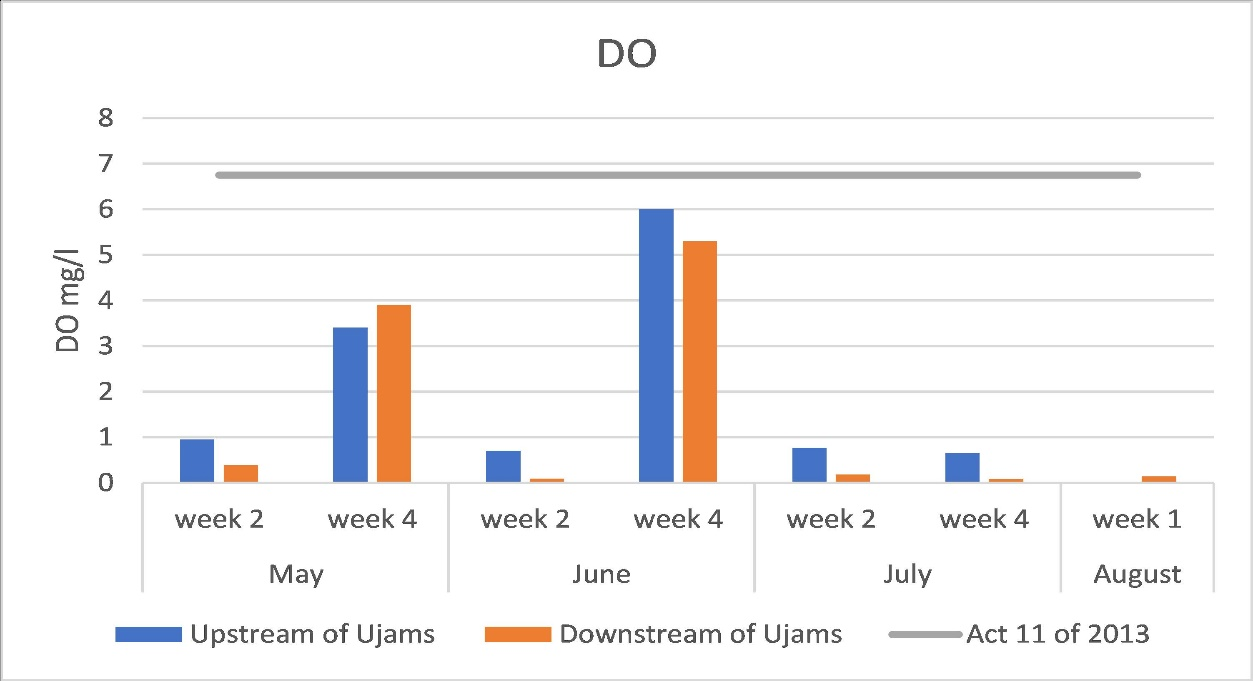 DO
8
7
6
5
4
3
2
1
0
DO mg/l
week 2 week 4 week 2 week 4 week 2 week 4 week 1
May June July August
Upstream of Ujams Downstream of Ujams Act 11 of 2013